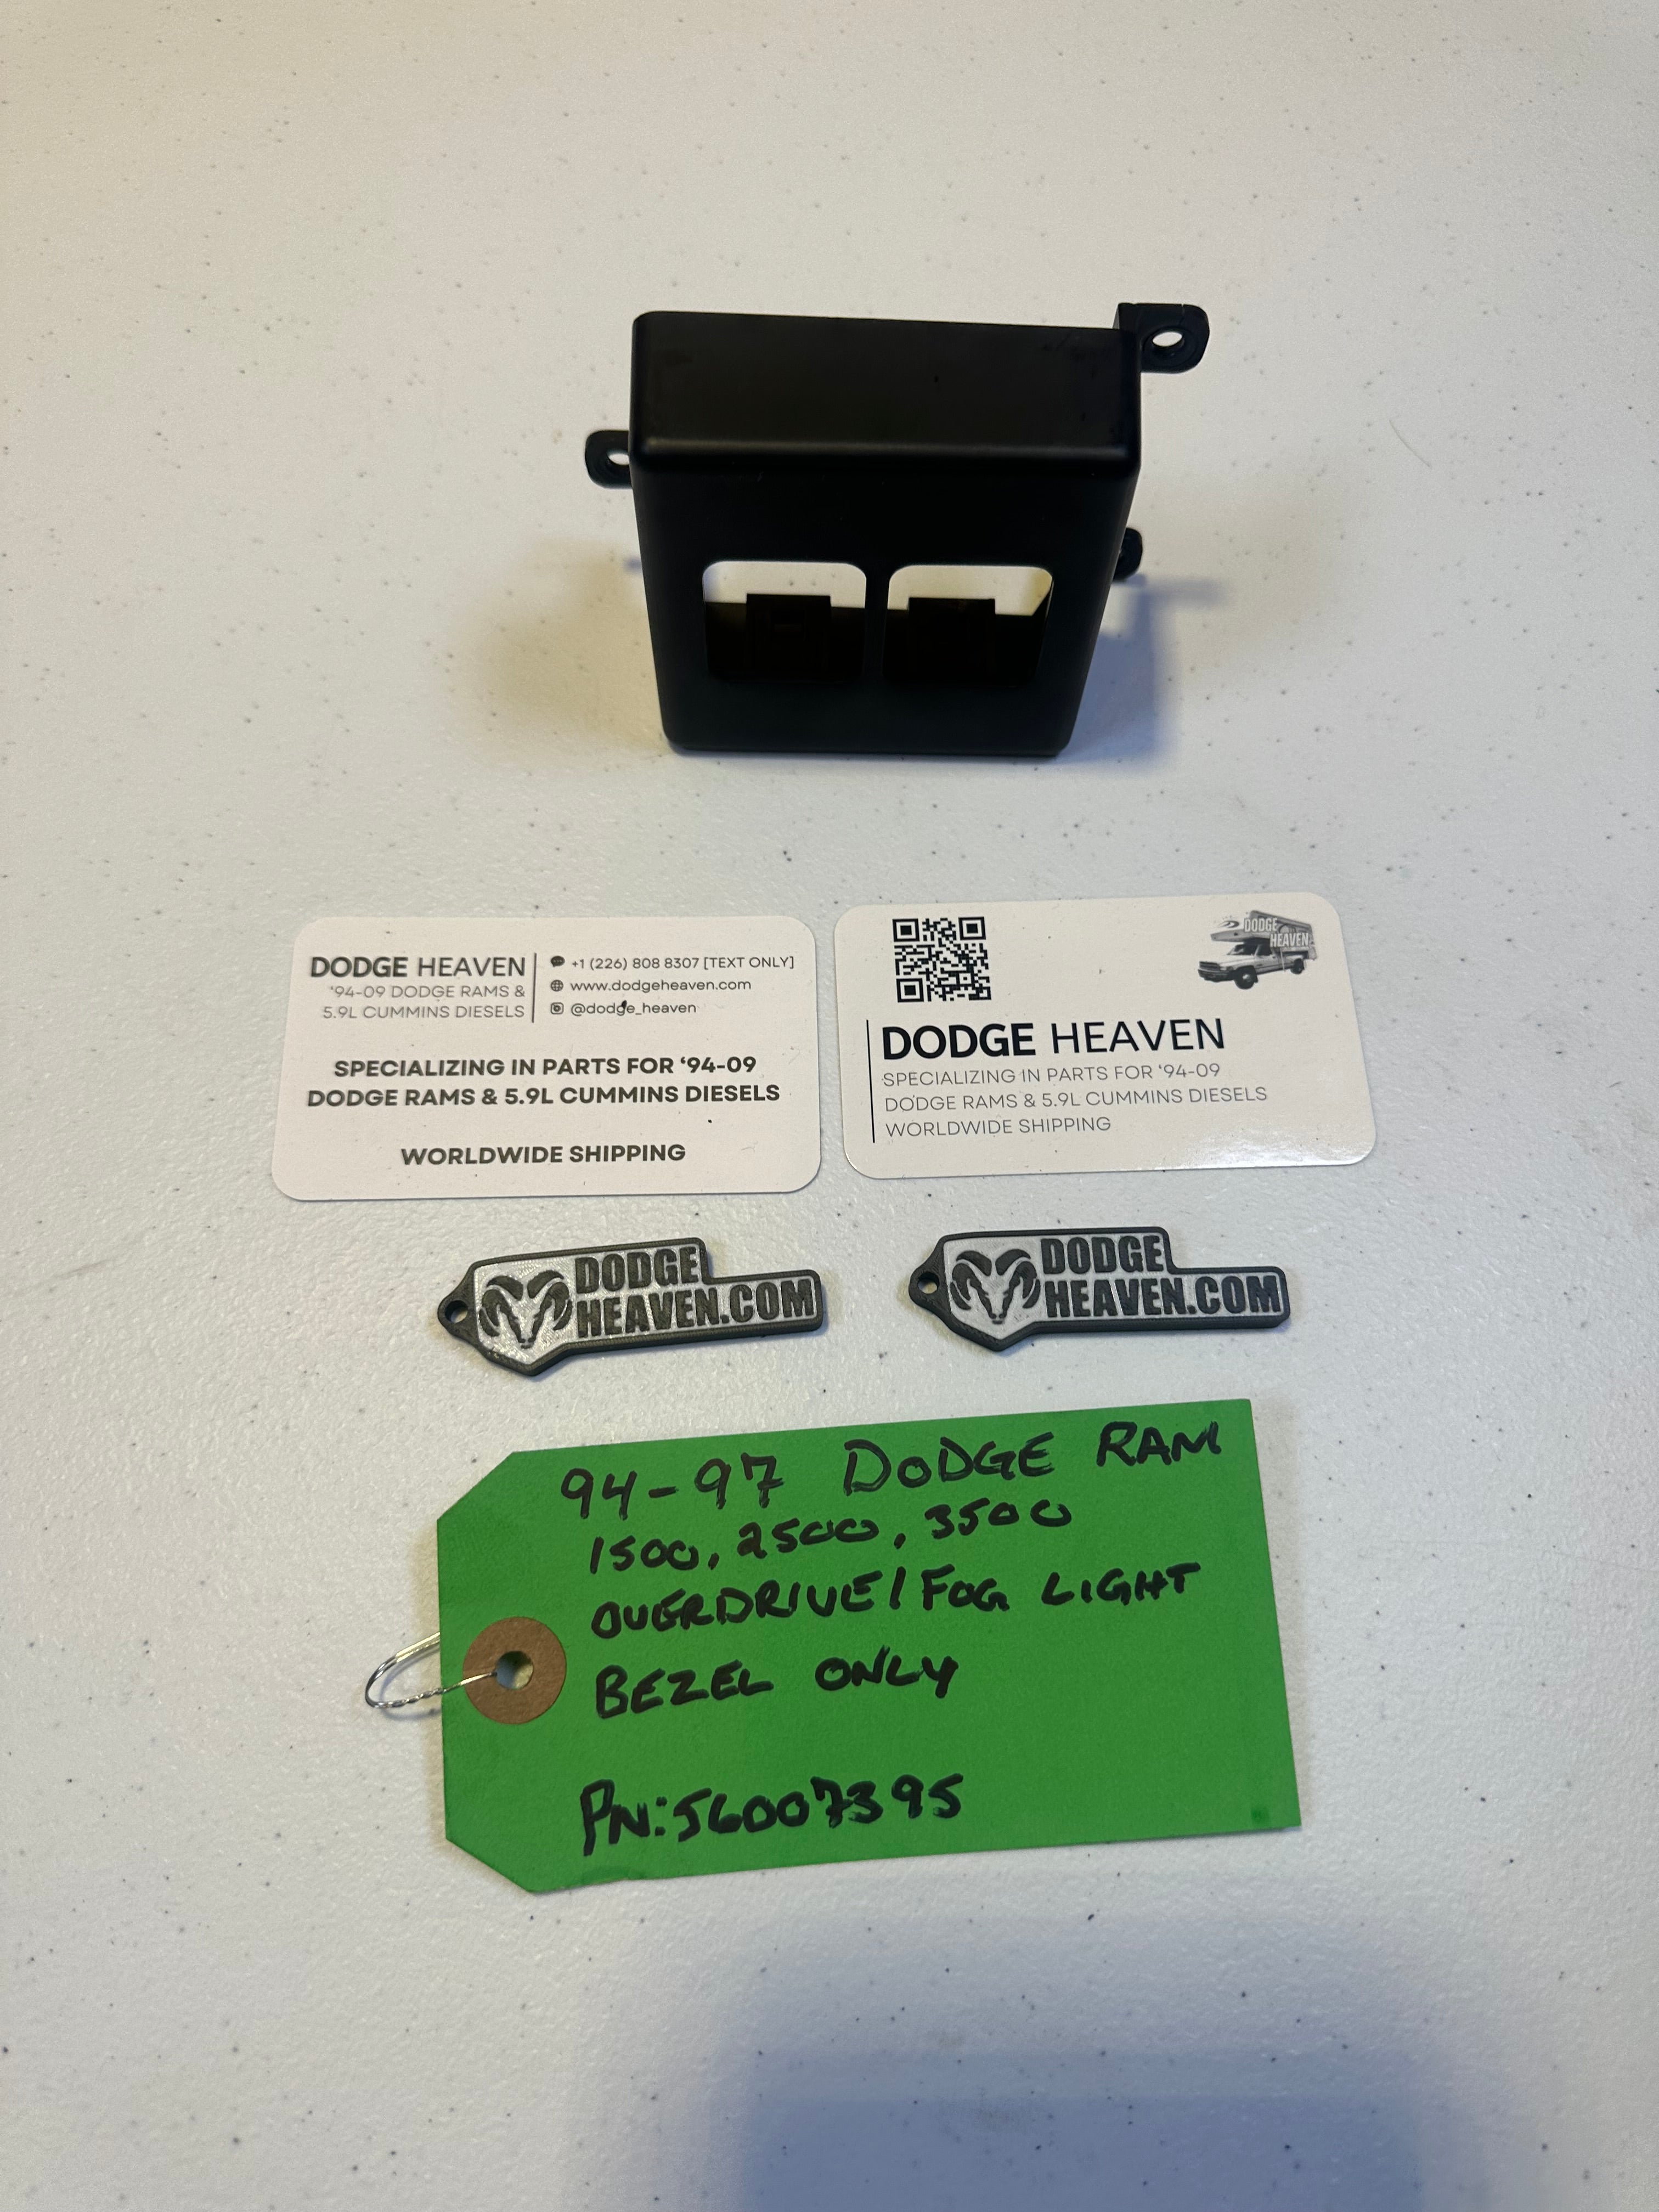 DODGE HEAVEN
'94-09 DODGE RAMS &
5.9L CUMMINS DIESELS
+1 (226) 808 8307 [TEXT ONLY]
www.dodgeheaven.com
@dodge_heaven
SPECIALIZING IN PARTS FOR ‘94-09
DODGE RAMS & 5.9L CUMMINS DIESELS
WORLDWIDE SHIPPING
DODGE
HEAVEN
DODGE HEAVEN
SPECIALIZING IN PARTS FOR ‘94-09
DODGE RAMS & 5.9L CUMMINS DIESELS
WORLDWIDE SHIPPING
DODGE
HEAVEN.COM
DODGE
HEAVEN.COM
94-97 DODGE RAM
1500, 2500, 3500
OVERDRIVE/FOG LIGHT
BEZEL ONLY
PN:56007395